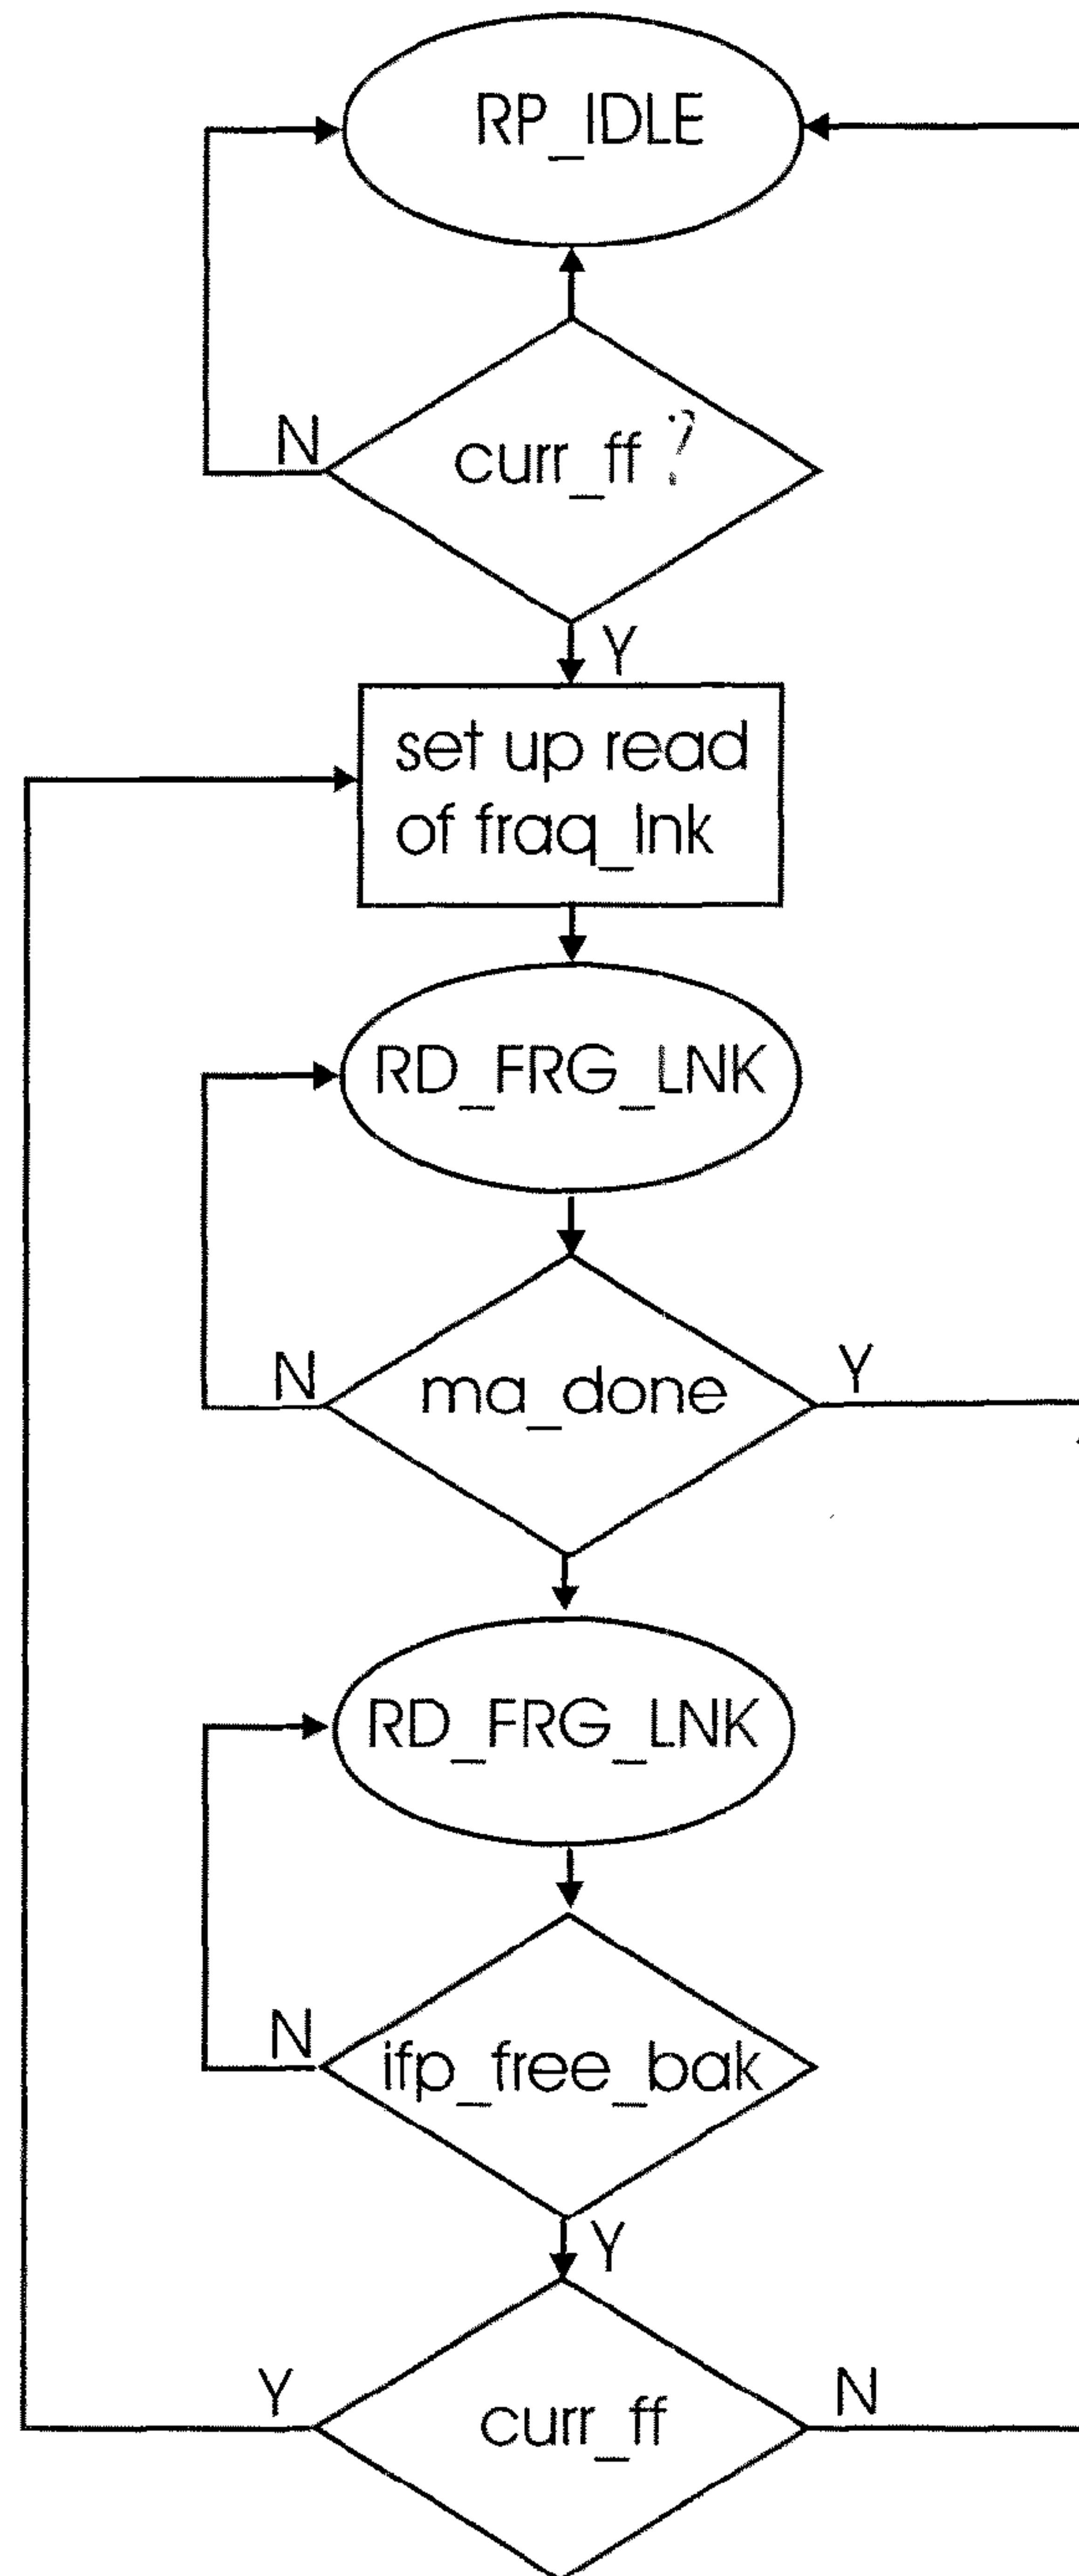 RP_IDLE
N
curr_ff ?
Y
set up read
of fraq_lnk
RD_FRG_LNK
N
ma_done
Y
RD_FRG_LNK
N
ifp_free_bak
Y
Y
curr_ff
N